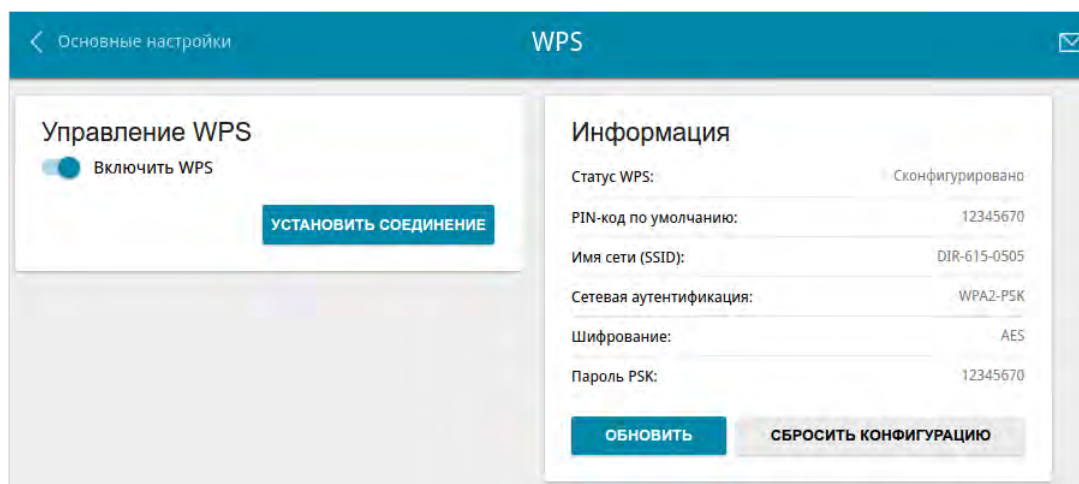 Основные настройки
WPS
Управление WPS
Включить WPS
УСТАНОВИТЬ СОЕДИНЕНИЕ
Информация
Статус WPS: Сконфигурировано
PIN-код по умолчанию: 12345670
Имя сети (SSID): DIR-615-0505
Сетевая аутентификация: WPA2-PSK
Шифрование: AES
Пароль PSK: 12345670
ОБНОВИТЬ СБРОСИТЬ КОНФИГУРАЦИЮ